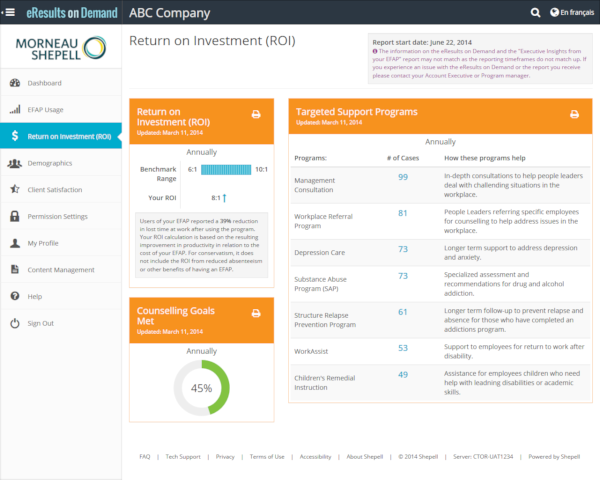 eResults on Demand
ABC Company
En français
MORNEAU
SHEPELL
Dashboard
EFAP Usage
$ Return on Investment (ROI)
Demographics
Client Satisfaction
Permission Settings
My Profile
Content Management
Help
Sign Out
Return on Investment (ROI)
Report start date: June 22, 2014
The information on the eResults on Demand and the "Executive Insights from
your EFAP" report may not match as the reporting timeframes do not match up. If
you experience an issue with the eResults on Demand or the report you receive
please contact your Account Executive or Program manager.
Return on
Investment (ROI)
Updated: March 11, 2014
Annually
Benchmark
Range
6:1
10:1
Your ROI
8:1
Users of your EFAP reported a 39% reduction
in lost time at work after using the program.
Your ROI calculation is based on the resulting
improvement in productivity in relation to the
cost of your EFAP. For conservatism, it does
not include the ROI from reduced absenteeism
or other benefits of having an EFAP.
Counselling Goals
Met
Updated: March 11, 2014
Annually
45%
Targeted Support Programs
Updated: March 11, 2014
Annually
Programs: # of Cases How these programs help
Management
Consultation
99
In-depth consultations to help people leaders
deal with challenging situations in the
workplace.
Workplace Referral
Program
81
People Leaders referring specific employees
for counselling to help address issues in the
workplace.
Depression Care
73
Longer term support to address depression
and anxiety.
Substance Abuse
Program (SAP)
73
Specialized assessment and
recommendations for drug and alcohol
addiction.
Structure Relapse
Prevention Program
61
Longer term follow-up to prevent relapse and
absence for those who have completed an
addictions program.
WorkAssist
53
Support to employees for return to work after
disability.
Children's Remedial
Instruction
49
Assistance for employees children who need
help with leadning disabilities or academic
skills.
FAQ | Tech Support | Privacy | Terms of Use | Accessibility | About Shepell | © 2014 Shepell | Server: CTOR-UAT1234 | Powered by Shepell